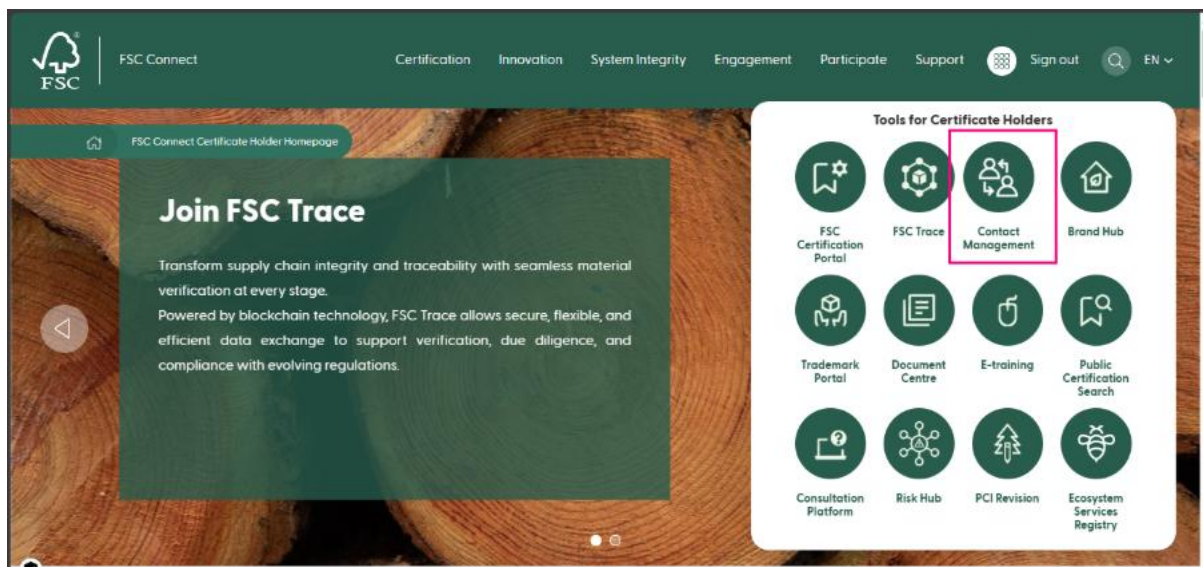 FSC
FSC Connect
Certification
Innovation
System Integrity
Engagement
Participate
Support
Sign out
EN
FSC Connect Certificate Holder Homepage
Join FSC Trace
Transform supply chain integrity and traceability with seamless material
verification at every stage.
Powered by blockchain technology, FSC Trace allows secure, flexible, and
efficient data exchange to support verification, due diligence, and
compliance with evolving regulations.
Tools for Certificate Holders
FSC
Certification
Portal
FSC Trace
Contact
Management
Brand Hub
Trademark
Portal
Document
Centre
E-training
Public
Certification
Search
Consultation
Platform
Risk Hub
PCI Revision
Ecosystem
Services
Registry